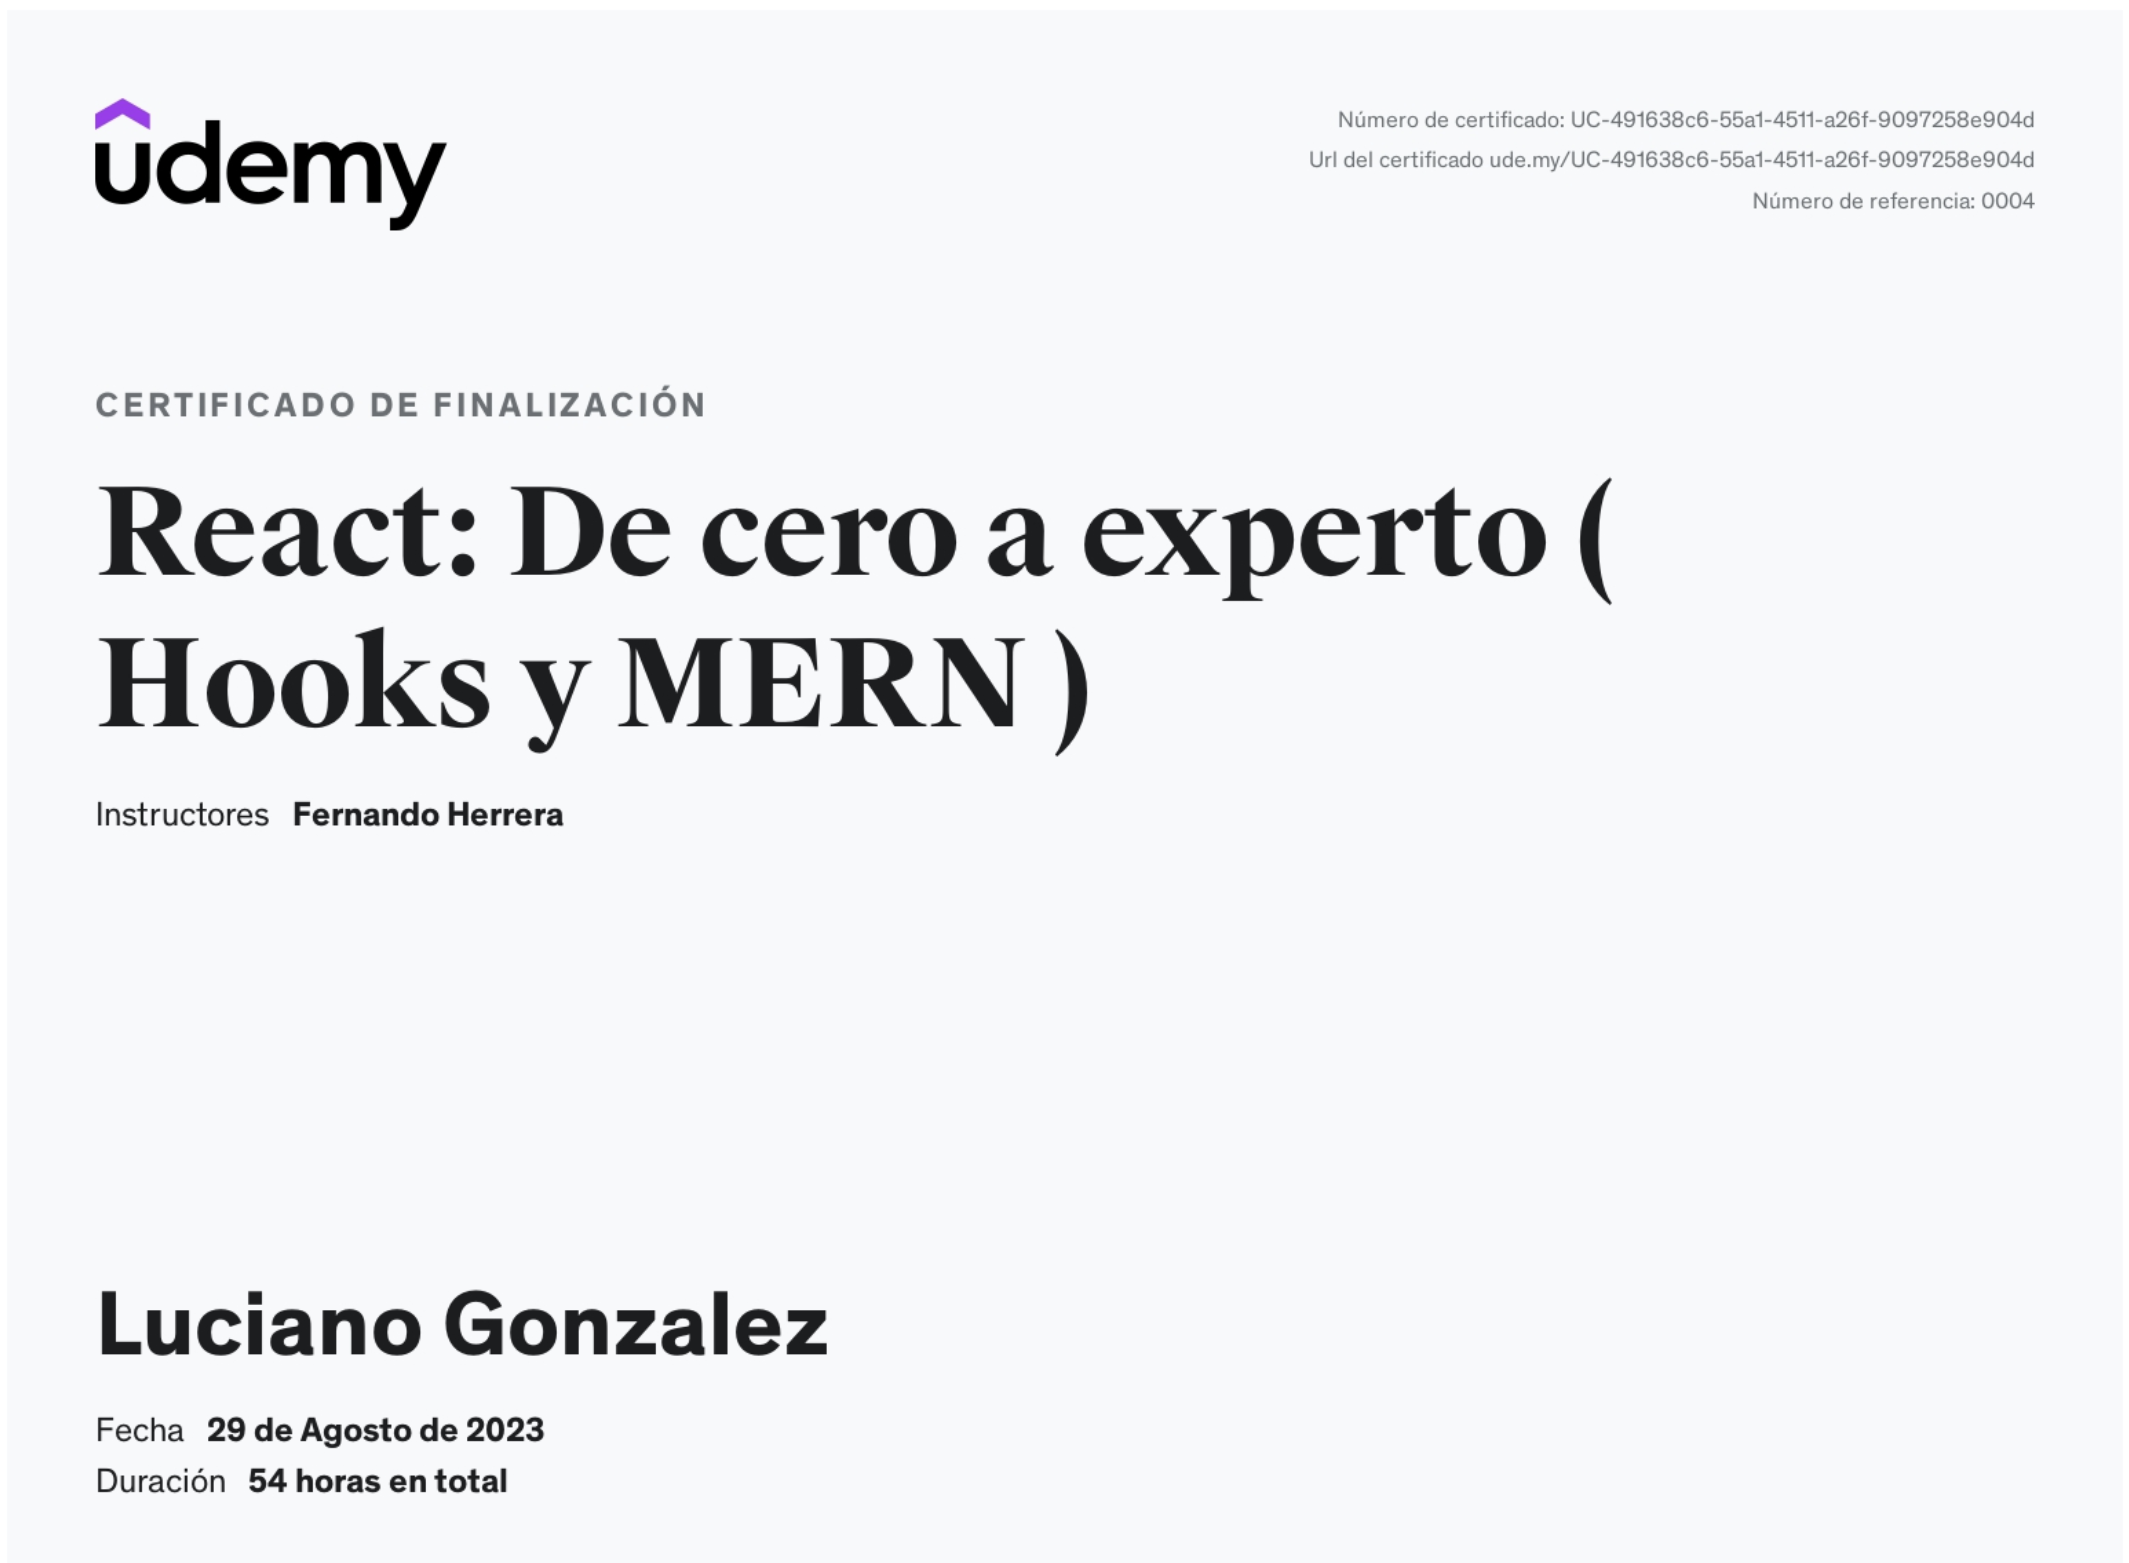 udemy
Número de certificado: UC-491638c6-55a1-4511-a26f-9097258e904d
Url del certificado ude.my/UC-491638c6-55a1-4511-a26f-9097258e904d
Número de referencia: 0004
CERTIFICADO DE FINALIZACIÓN
React: De cero a experto (
Hooks y MERN )
Instructores Fernando Herrera
Luciano Gonzalez
Fecha 29 de Agosto de 2023
Duración 54 horas en total